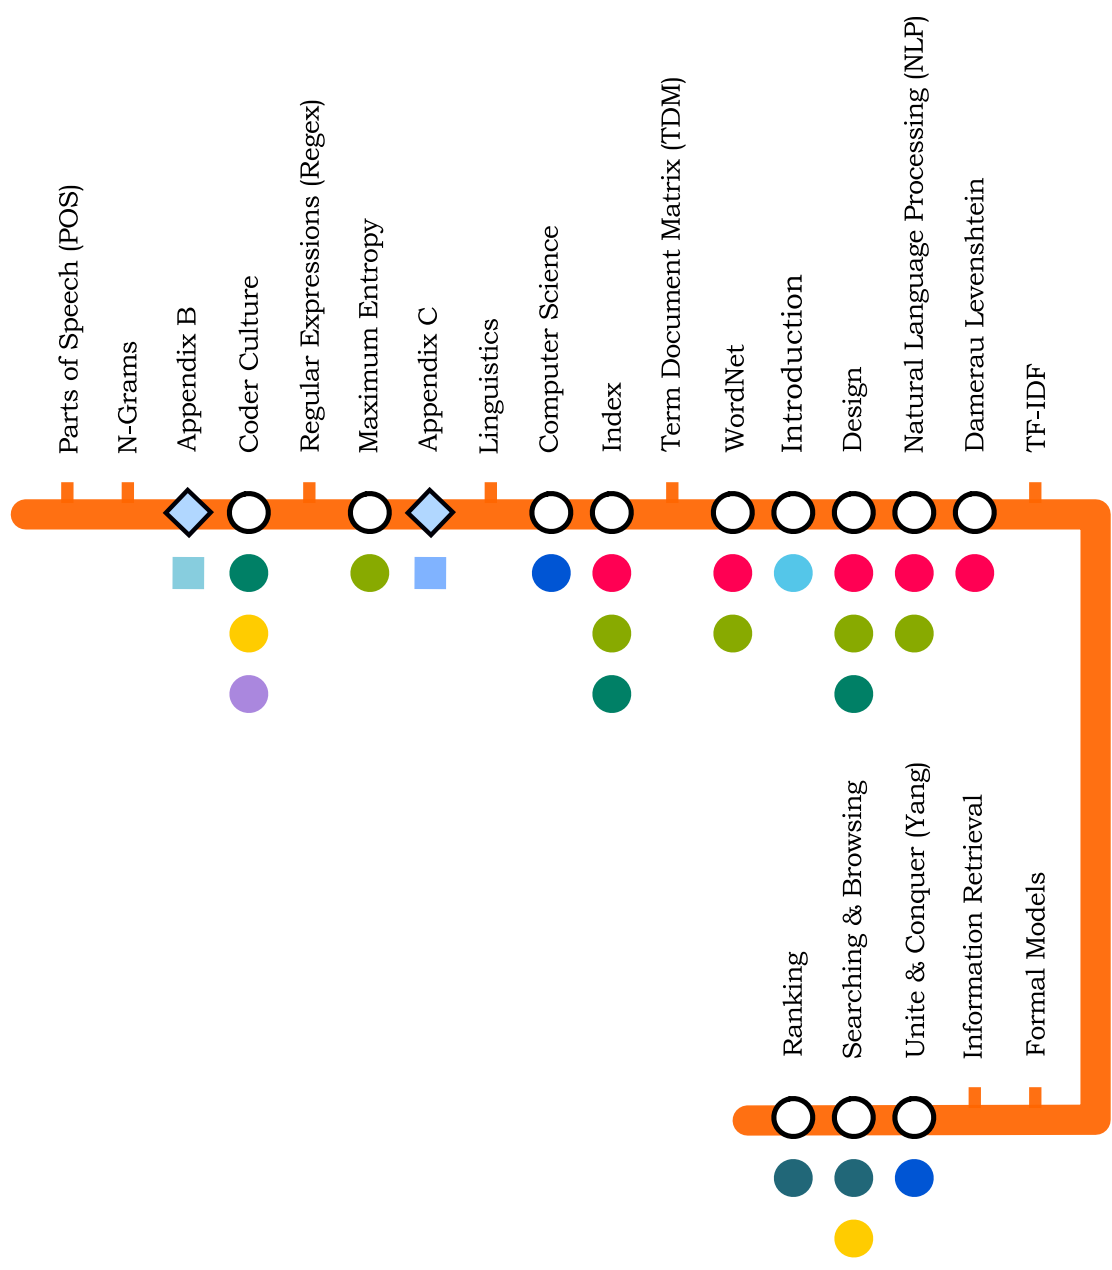 Parts of Speech (POS)
N-Grams
Appendix B
Coder Culture
Regular Expressions (Regex)
Maximum Entropy
Appendix C
Linguistics
Computer Science
Index
Term Document Matrix (TDM)
WordNet
Introduction
Design
Natural Language Processing (NLP)
Damerau Levenshtein
TF-IDF
Ranking
Searching & Browsing
Unite & Conquer (Yang)
Information Retrieval
Formal Models